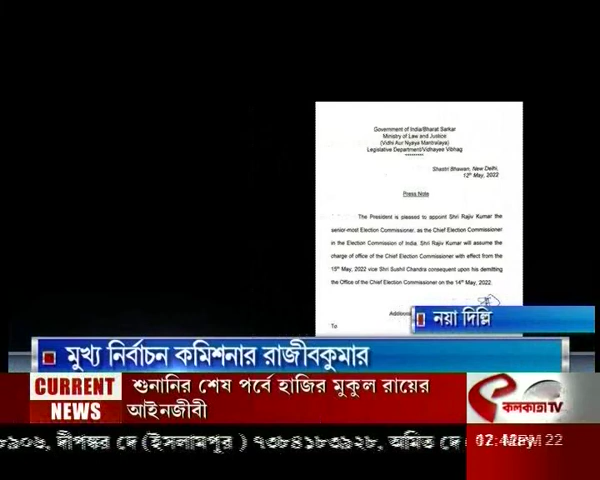 Government of India/Bharat Sarkar
Ministry of Law and Justice
(Vidhi Aur Nyaya Mantralaya)
Legislative Department/Vidhayee Vibhag
*********
Shastri Bhawan, New Delhi,
12th May, 2022
Press Note
The President is pleased to appoint Shri Rajiv Kumar the
senior-most Election Commissioner, as the Chief Election Commissioner
in the Election Commission of India. Shri Rajiv Kumar will assume the
charge of office of the Chief Election Commissioner with effect from the
15th May, 2022 vice Shri Sushil Chandra consequent upon his demitting
the Office of the Chief Election Commissioner on the 14th May, 2022.
To
নয়া দিল্লি
মুখ্য নির্বাচন কমিশনার রাজীবকুমার
CURRENT
NEWS
শুনানির শেষ পর্বে হাজির মুকুল রায়ের
আইনজীবী
কলকাতা TV
৮৯০৬, দীপঙ্কর দে (ইসলামপুর ) ৭৩৮৪১৮৩৯২৮, অমিত দে